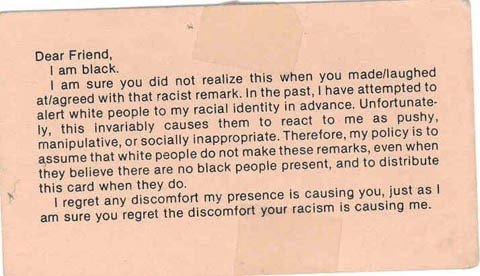 Dear Friend,
I am black.
I am sure you did not realize this when you made/laughed
at/agreed with that racist remark. In the past, I have attempted to
alert white people to my racial identity in advance. Unfortunate-
ly, this invariably causes them to react to me as pushy,
manipulative, or socially inappropriate. Therefore, my policy is to
assume that white people do not make these remarks, even when
they believe there are no black people present, and to distribute
this card when they do.
I regret any discomfort my presence is causing you, just as I
am sure you regret the discomfort your racism is causing me.